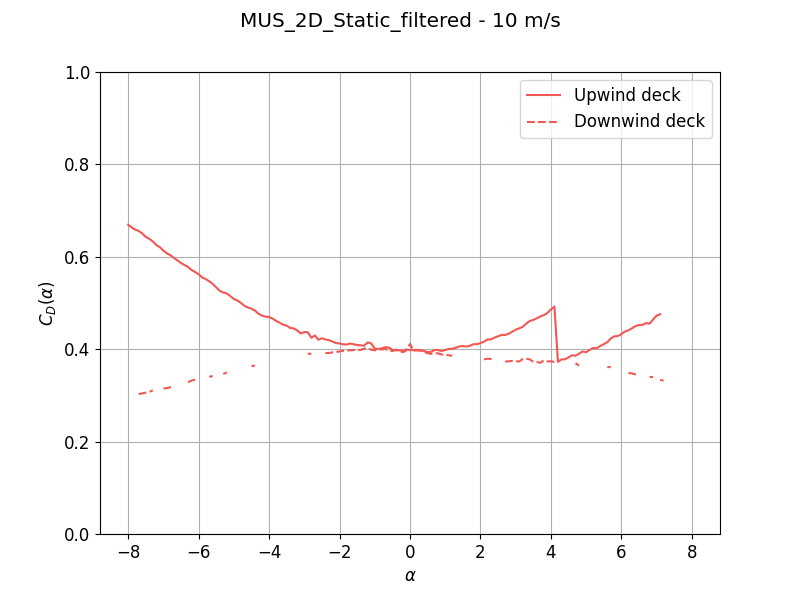 MUS_2D_Static_filtered - 10 m/s
Upwind deck
Downwind deck
1.0
0.8
0.6
0.4
0.2
0.0
C_D(α)
−8 −6 −4 −2 0 2 4 6 8
α